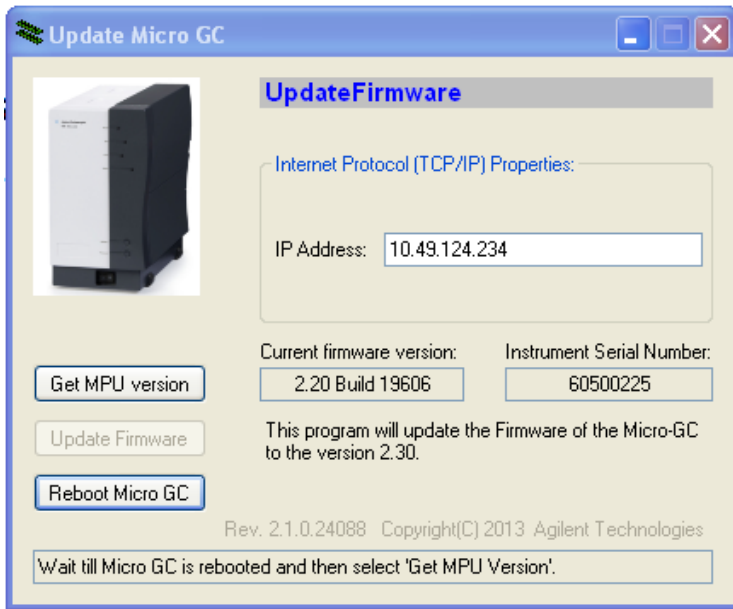 Update Micro GC
UpdateFirmware
Internet Protocol (TCP/IP) Properties:
IP Address: 10.49.124.234
Current firmware version: Instrument Serial Number:
2.20 Build 19606 60500225
Get MPU version
Update Firmware
This program will update the Firmware of the Micro-GC
to the version 2.30.
Reboot Micro GC
Rev. 2.1.0.24088 Copyright(C) 2013 Agilent Technologies
Wait till Micro GC is rebooted and then select 'Get MPU Version'.